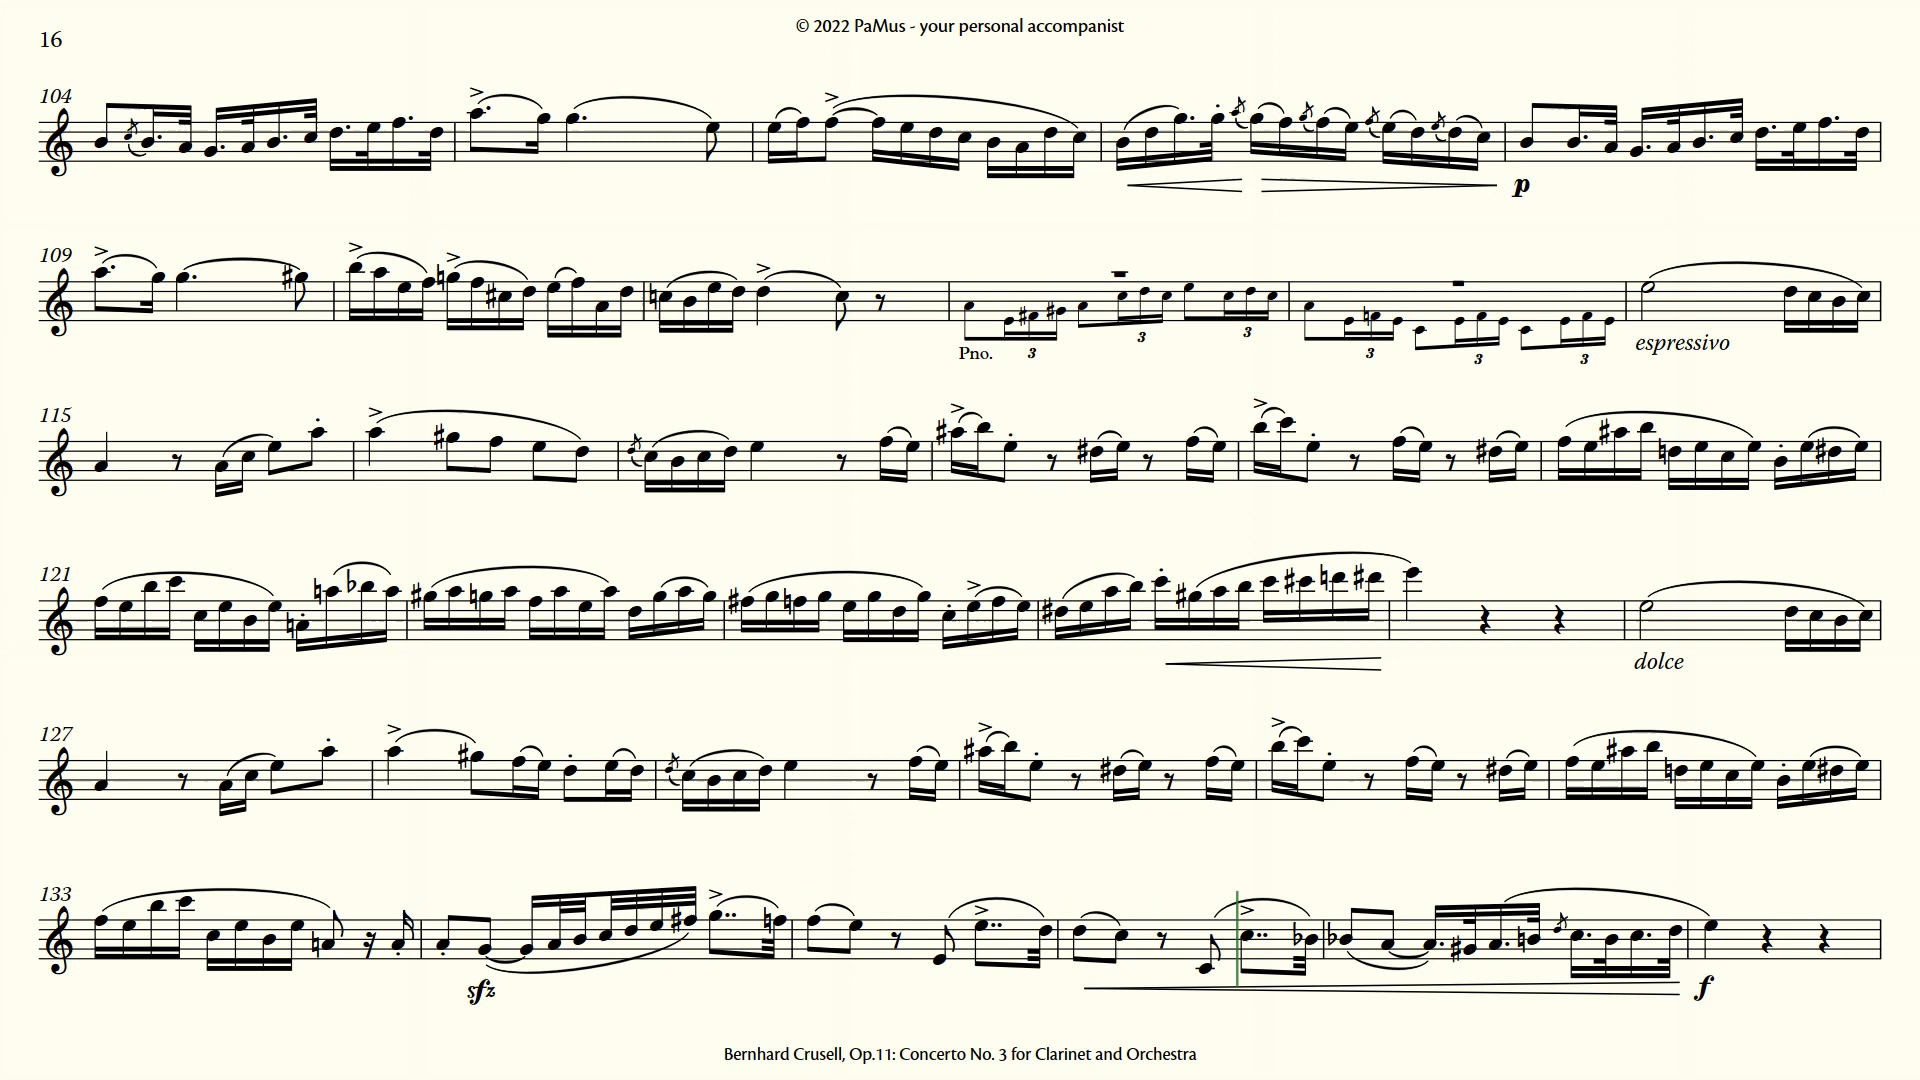 © 2022 PaMus - your personal accompanist
16
104
p
109
Pno. 3 3 3 3 3 3
espressivo
115
121
dolce
127
133
sfz f
Bernhard Crusell, Op.11: Concerto No. 3 for Clarinet and Orchestra